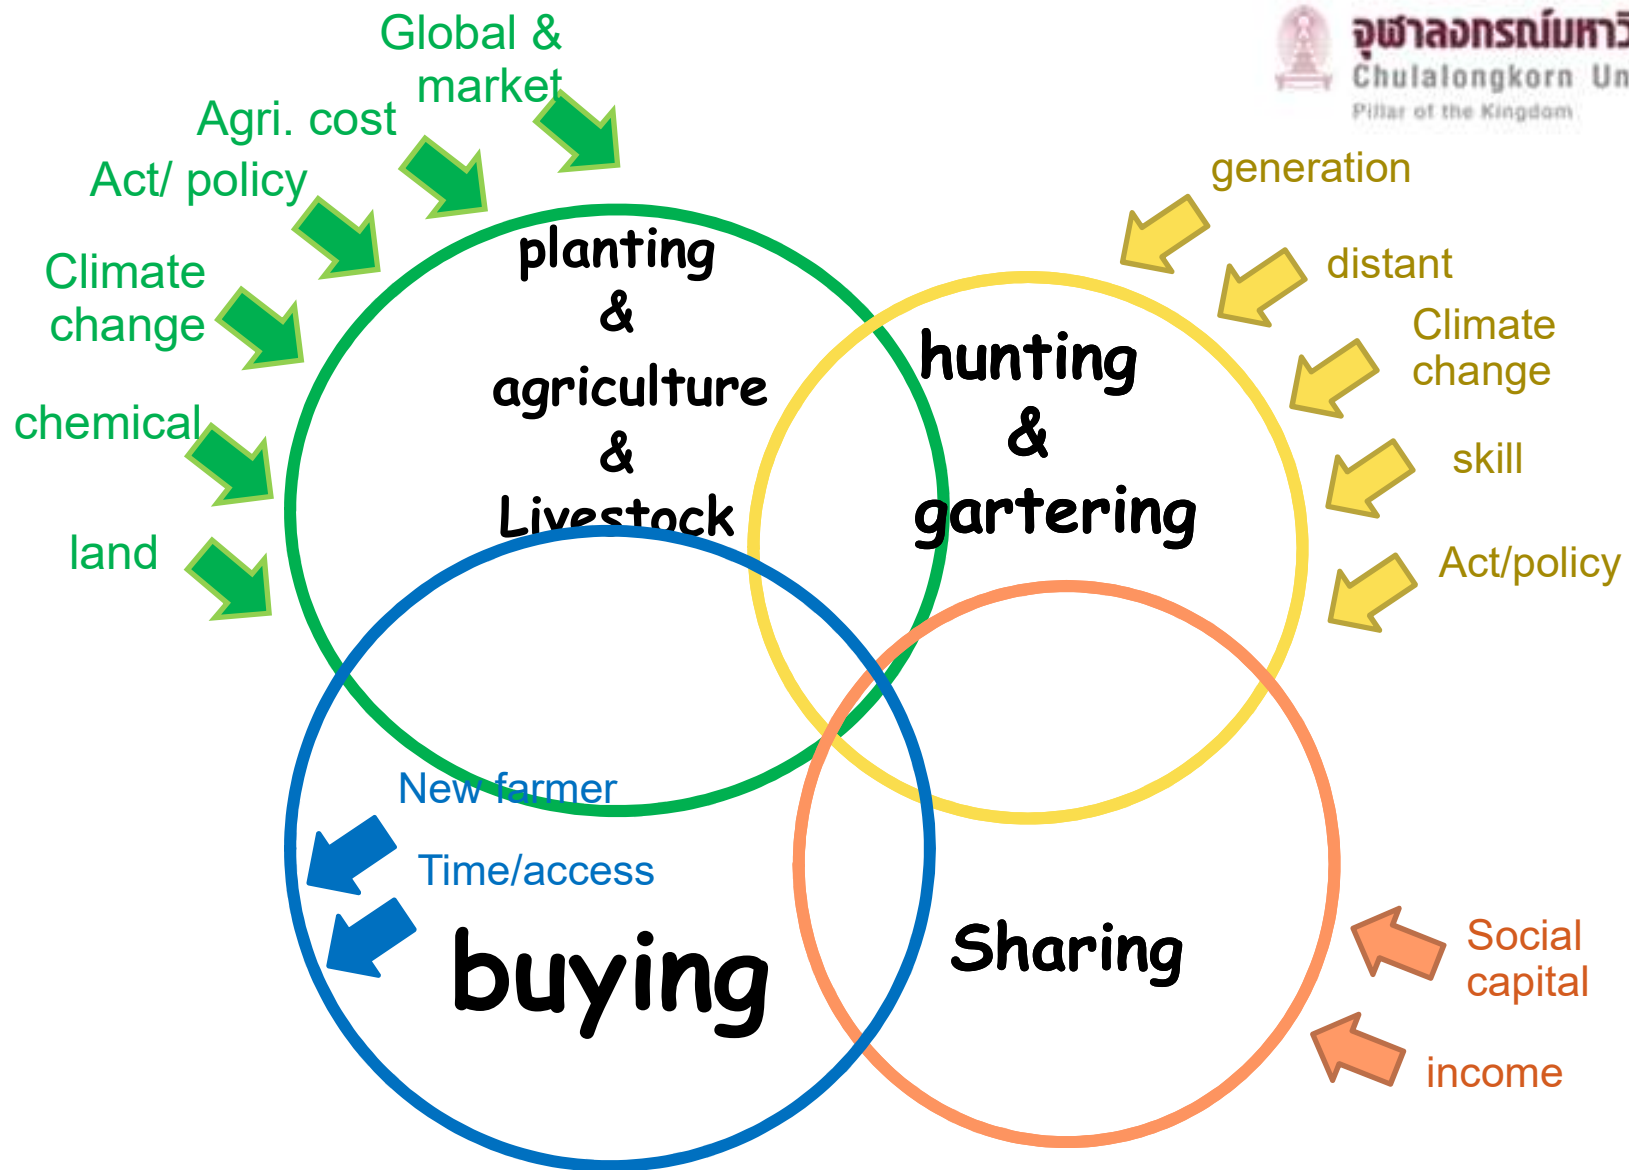 Global &
market
Agri. cost
Act/ policy
Climate
change
chemical
land
planting
&
agriculture
&
Livestock
hunting
&
gartering
generation
distant
Climate
change
skill
Act/policy
New farmer
Time/access
buying
Sharing
Social
capital
income
Chulalongkorn Un
Pillar of the Kingdom
จุฬาลงกรณ์มหาวิ